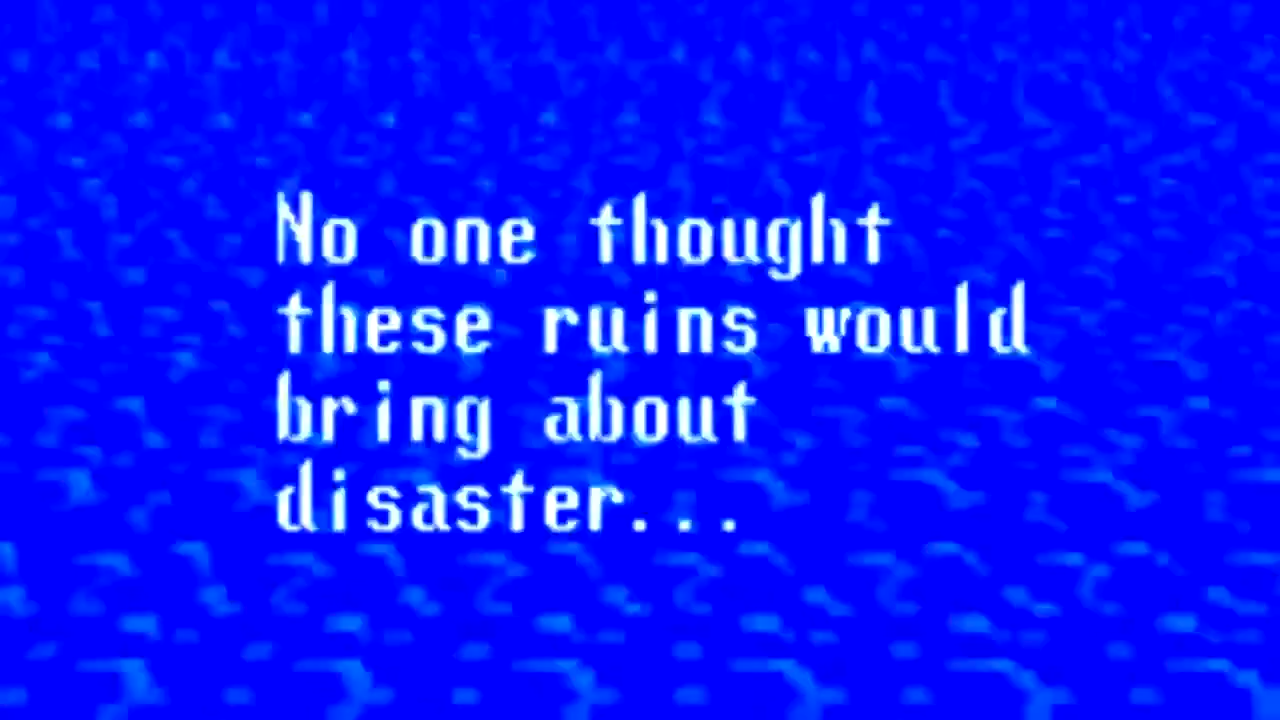 No one thought
these ruins would
bring about
disaster...